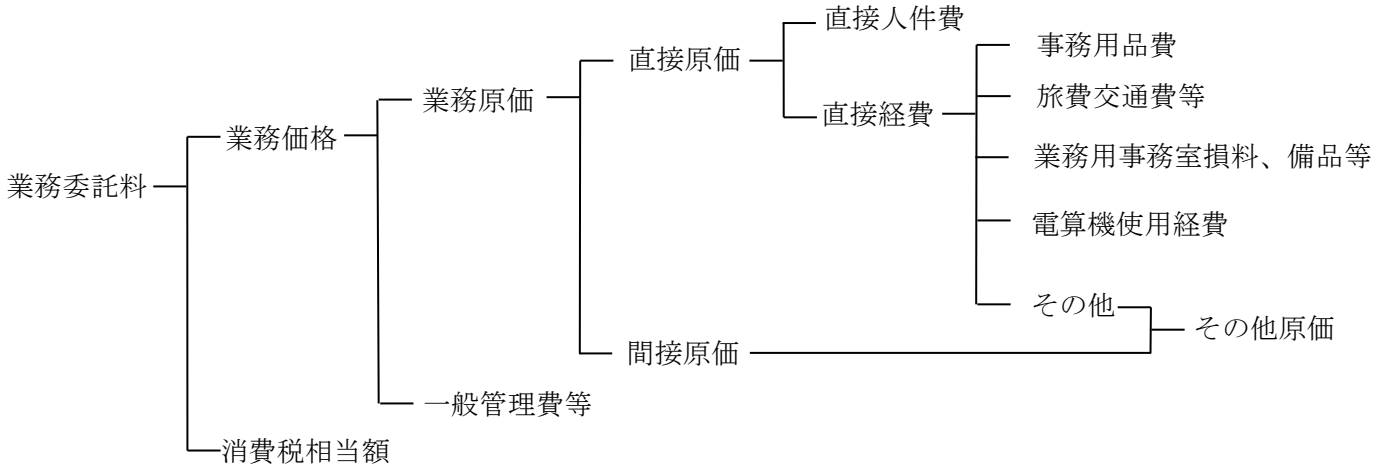 業務委託料
業務価格
消費税相当額
業務原価
一般管理費等
直接原価
間接原価
直接人件費
直接経費
事務用品費
旅費交通費等
業務用事務室損料、備品等
電算機使用経費
その他
その他原価